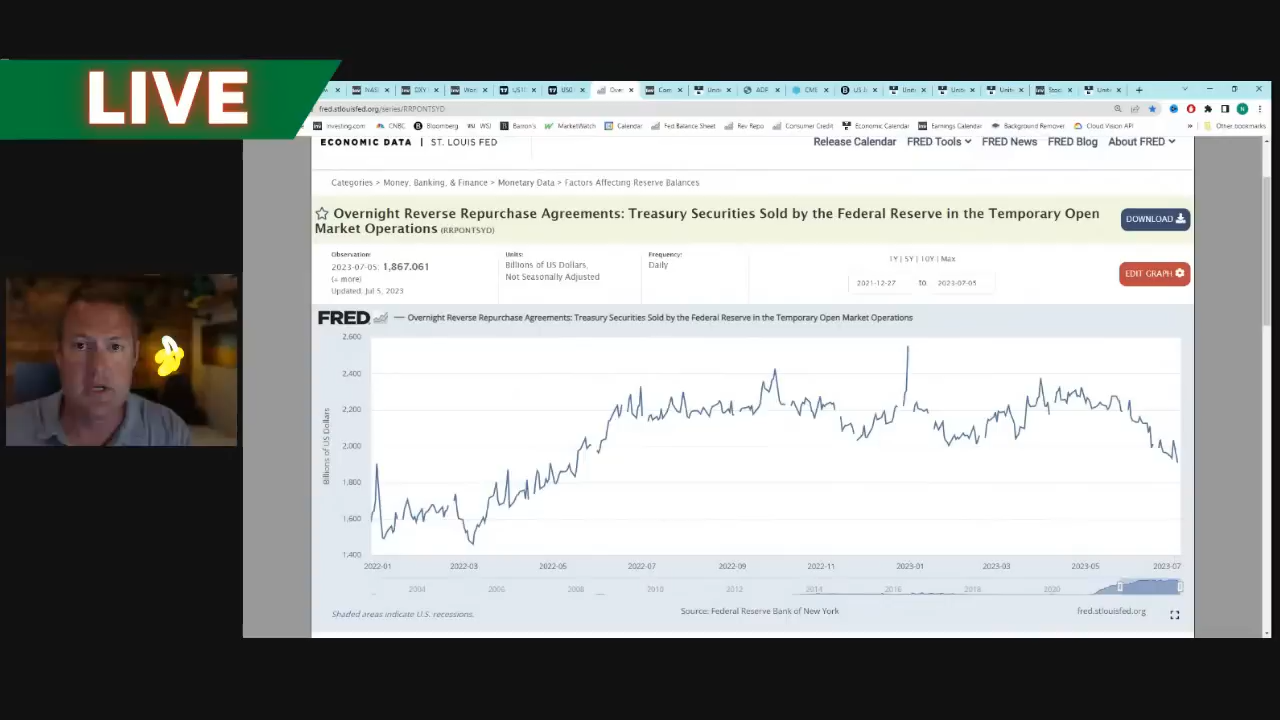 LIVE
fred.stlouisfed.org/series/RRPONTSYD
Investing.com CNBC Bloomberg WSJ Barron's MarketWatch Calendar Fed Balance Sheet Rev Repo Consumer Credit Economic Calendar Earnings Calendar Background Remover Cloud Vision API » Other bookmarks
ECONOMIC DATA | ST. LOUIS FED
Release Calendar FRED Tools FRED News FRED Blog About FRED
Categories > Money, Banking, & Finance > Monetary Data > Factors Affecting Reserve Balances
Overnight Reverse Repurchase Agreements: Treasury Securities Sold by the Federal Reserve in the Temporary Open
Market Operations (RRPONTSYD)
DOWNLOAD
Observation:
2023-07-05: 1,867.061
(+ more)
Updated: Jul 5, 2023
Units:
Billions of US Dollars,
Not Seasonally Adjusted
Frequency:
Daily
1Y | 5Y | 10Y | Max
2021-12-27 to 2023-07-05
EDIT GRAPH
FRED — Overnight Reverse Repurchase Agreements: Treasury Securities Sold by the Federal Reserve in the Temporary Open Market Operations
Billions of US Dollars
2,600
2,400
2,200
2,000
1,800
1,600
1,400
2022-01 2022-03 2022-05 2022-07 2022-09 2022-11 2023-01 2023-03 2023-05 2023-07
2004 2006 2008 2010 2012 2014 2016 2018 2020
Shaded areas indicate U.S. recessions.
Source: Federal Reserve Bank of New York
fred.stlouisfed.org